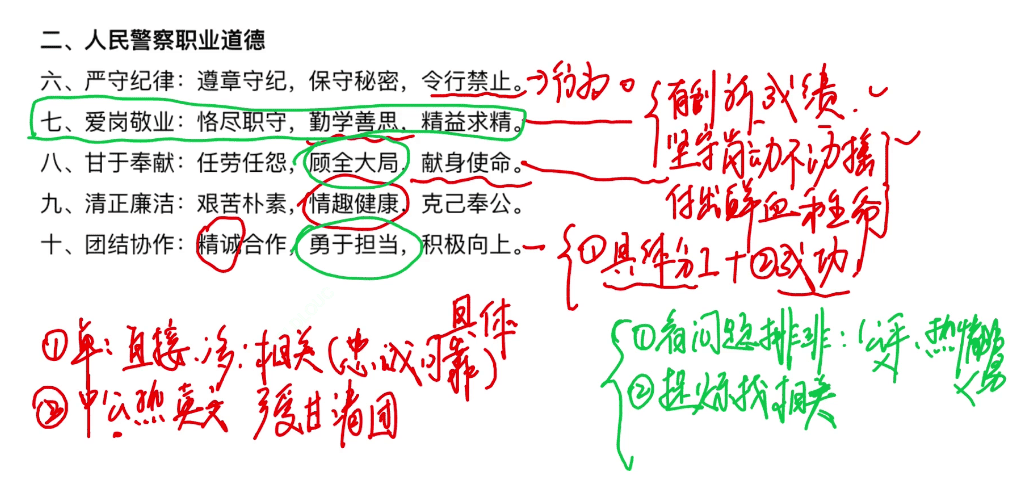 二、人民警察职业道德
六、严守纪律：遵章守纪，保守秘密，令行禁止。→行为。
七、爱岗敬业：恪尽职守，勤学善思，精益求精。
有创新、成绩.
八、甘于奉献：任劳任怨，顾全大局，献身使命。
坚守岗动不动摇
付出鲜血和生命
九、清正廉洁：艰苦朴素，情趣健康，克己奉公。
十、团结协作：精诚合作，勇于担当，积极向上。
①具体分工+②成功
①单：直接.多：相关(忠诚可靠)
具体
②中公热英文 守爱甘清团
①看问题排非：
②提炼找相关